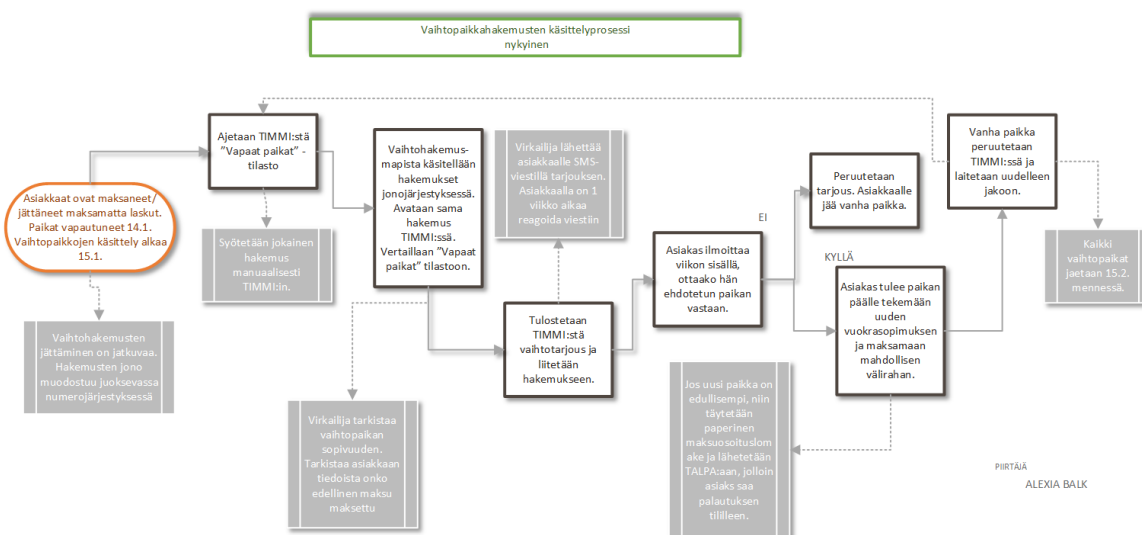 Vaihtopaikkahakemusten käsittelyprosessi
nykyinen
Asiakkaat ovat maksaneet/
jättäneet maksamatta laskut.
Paikat vapautuneet 14.1.
Vaihtopaikkojen käsittely alkaa
15.1.
Vaihtohakemusten
jättäminen on jatkuvaa.
Hakemusten jono
muodostuu juoksevassa
numerojärjestyksessä
Ajetaan TIMMI:stä
”Vapaat paikat” -
tilasto
Syötetään jokainen
hakemus
manuaalisesti
TIMMI:in.
Vaihtohakemus-
mapista käsitellään
hakemukset
jonojärjestyksessä.
Avataan sama
hakemus
TIMMI:ssä.
Vertaillaan ”Vapaat
paikat” tilastoon.
Virkailija tarkistaa
vaihtopaikan
sopivuuden.
Tarkistaa asiakkaan
tiedoista onko
edellinen maksu
maksettu
Virkailija lähettää
asiakkaalle SMS-
viestillä tarjouksen.
Asiakkaalla on 1
viikko aikaa
reagoida viestiin
Tulostetaan
TIMMI:stä
vaihtotarjous ja
liitetään
hakemukseen.
Asiakas ilmoittaa
viikon sisällä,
ottaako hän
ehdotetun paikan
vastaan.
EI
Peruutetaan
tarjous. Asiakkaalle
jää vanha paikka.
KYLLÄ
Asiakas tulee paikan
päälle tekemään
uuden
vuokrasopimuksen
ja maksamaan
mahdollisen
välirahan.
Jos uusi paikka on
edullisempi, niin
täytetään
paperinen
maksuosoituslom
ake ja lähetetään
TALPA:aan, jolloin
asiaks saa
palautuksen
tililleen.
Vanha paikka
peruutetaan
TIMMI:ssä ja
laitetaan uudelleen
jakoon.
Kaikki
vaihtopaikat
jaetaan 15.2.
mennessä.
PIIRTÄJÄ
ALEXIA BALK